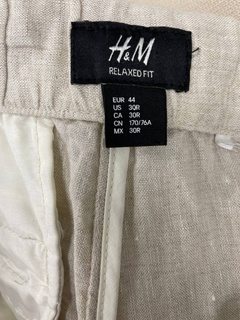 H&M
RELAXED FIT
EUR 44
US 30R
CA 30R
CN 170/76A
MX 30R